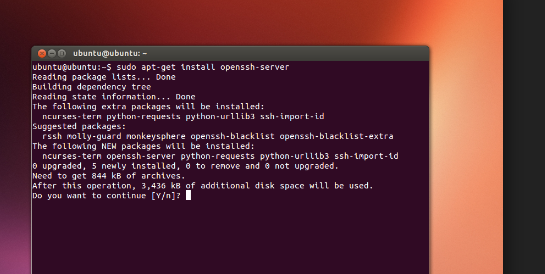 ubuntu@ubuntu: ~
ubuntu@ubuntu:~$ sudo apt-get install openssh-server
Reading package lists... Done
Building dependency tree
Reading state information... Done
The following extra packages will be installed:
  ncurses-term python-requests python-urllib3 ssh-import-id
Suggested packages:
  rssh molly-guard monkeysphere openssh-blacklist openssh-blacklist-extra
The following NEW packages will be installed:
  ncurses-term openssh-server python-requests python-urllib3 ssh-import-id
0 upgraded, 5 newly installed, 0 to remove and 0 not upgraded.
Need to get 844 kB of archives.
After this operation, 3,436 kB of additional disk space will be used.
Do you want to continue [Y/n]?